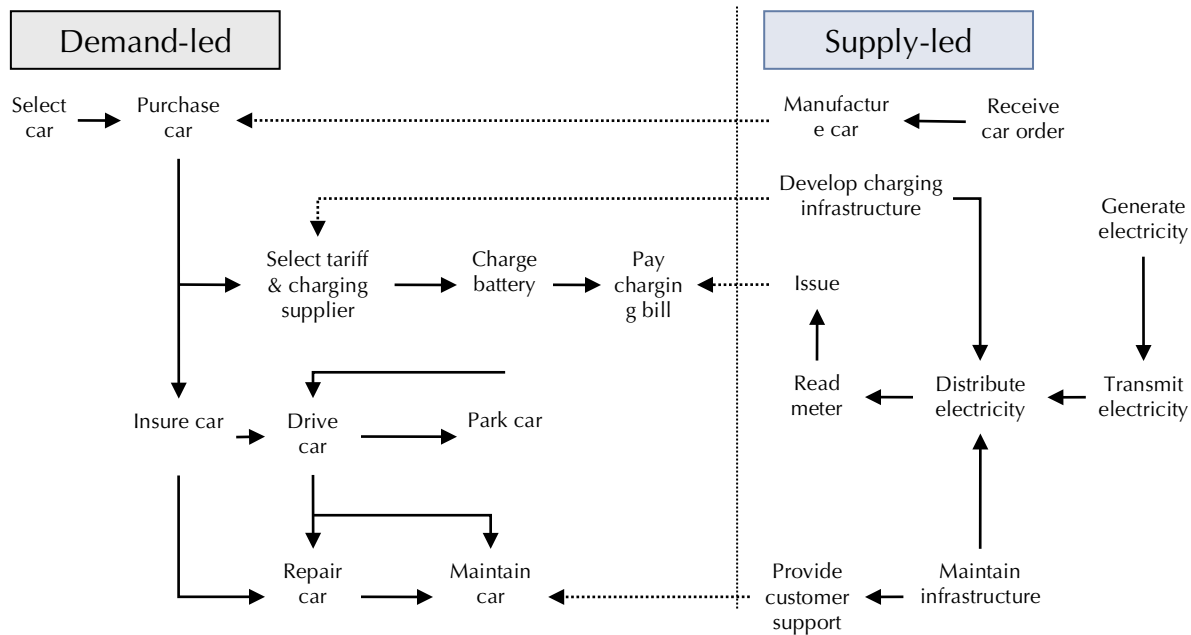 Demand-led
Supply-led
Select
car
Purchase
car
Manufactur
e car
Receive
car order
Develop charging
infrastructure
Generate
electricity
Select tariff
& charging
supplier
Charge
battery
Pay
chargin
g bill
Issue
Read
meter
Distribute
electricity
Transmit
electricity
Insure car
Drive
car
Park car
Repair
car
Maintain
car
Provide
customer
support
Maintain
infrastructure